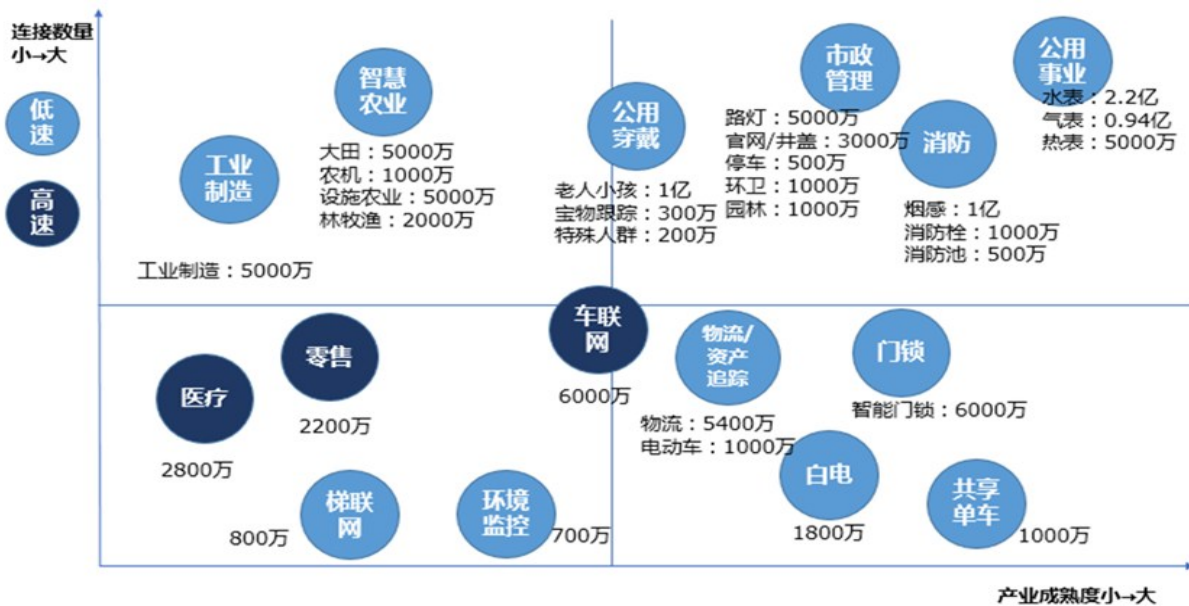 连接数量
小→大
低
速
高
速
智慧
农业
大田：5000万
农机：1000万
设施农业：5000万
林牧渔：2000万
工业
制造
工业制造：5000万
公用
穿戴
老人小孩：1亿
宝物跟踪：300万
特殊人群：200万
市政
管理
路灯：5000万
官网/井盖：3000万
停车：500万
环卫：1000万
园林：1000万
消防
烟感：1亿
消防栓：1000万
消防池：500万
公用
事业
水表：2.2亿
气表：0.94亿
热表：5000万
医疗
2800万
零售
2200万
车联
网
6000万
物流/
资产
追踪
物流：5400万
电动车：1000万
门锁
智能门锁：6000万
梯联
网
800万
环境
监控
700万
白电
1800万
共享
单车
1000万
产业成熟度小→大